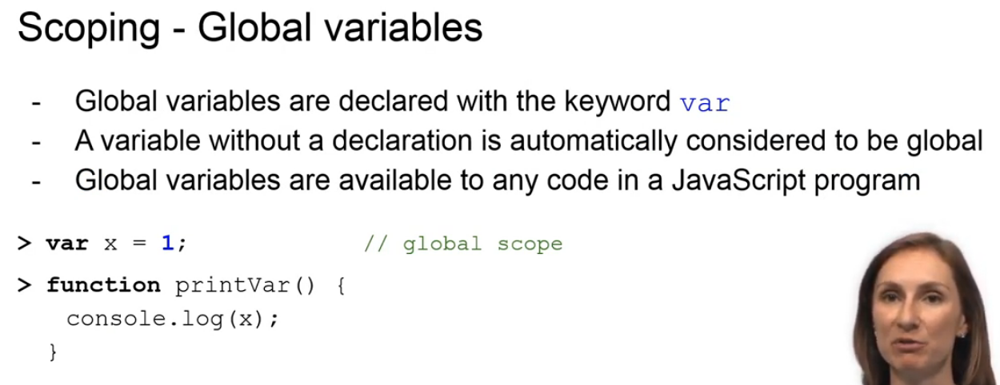 Scoping - Global variables
- Global variables are declared with the keyword var
- A variable without a declaration is automatically considered to be global
- Global variables are available to any code in a JavaScript program
> var x = 1; // global scope
> function printVar() {
console.log(x);
}